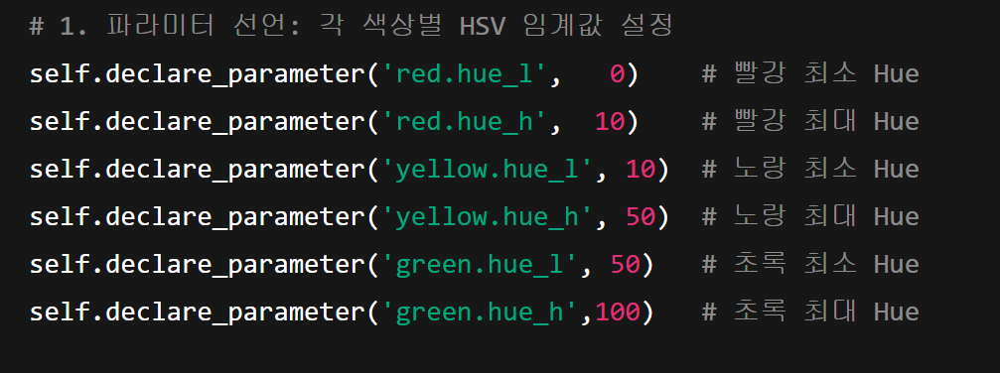 # 1. 파라미터 선언: 각 색상별 HSV 임계값 설정
self.declare_parameter('red.hue_l',   0)    # 빨강 최소 Hue
self.declare_parameter('red.hue_h',  10)    # 빨강 최대 Hue
self.declare_parameter('yellow.hue_l', 10)  # 노랑 최소 Hue
self.declare_parameter('yellow.hue_h', 50)  # 노랑 최대 Hue
self.declare_parameter('green.hue_l', 50)   # 초록 최소 Hue
self.declare_parameter('green.hue_h',100)   # 초록 최대 Hue